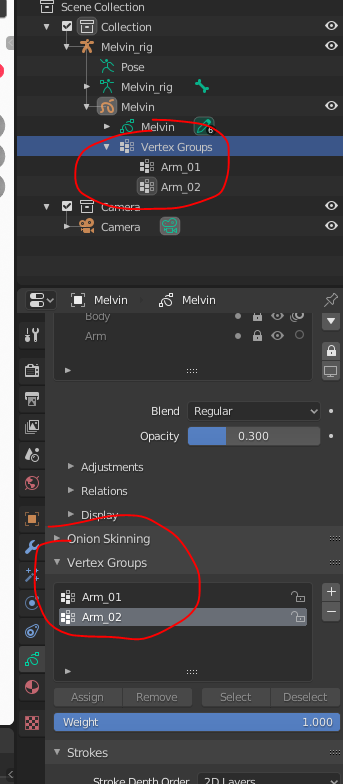 Scene Collection
Collection
Melvin_rig
Pose
Melvin_rig
Melvin
Melvin 6
Vertex Groups
Arm_01
Arm_02
Camera
Camera
Melvin > Melvin
Body
Arm
Blend Regular
Opacity 0.300
Adjustments
Relations
Display
Onion Skinning
Vertex Groups
Arm_01
Arm_02
Assign Remove Select Deselect
Weight 1.000
Strokes
Stroke Depth Order 2D Layers